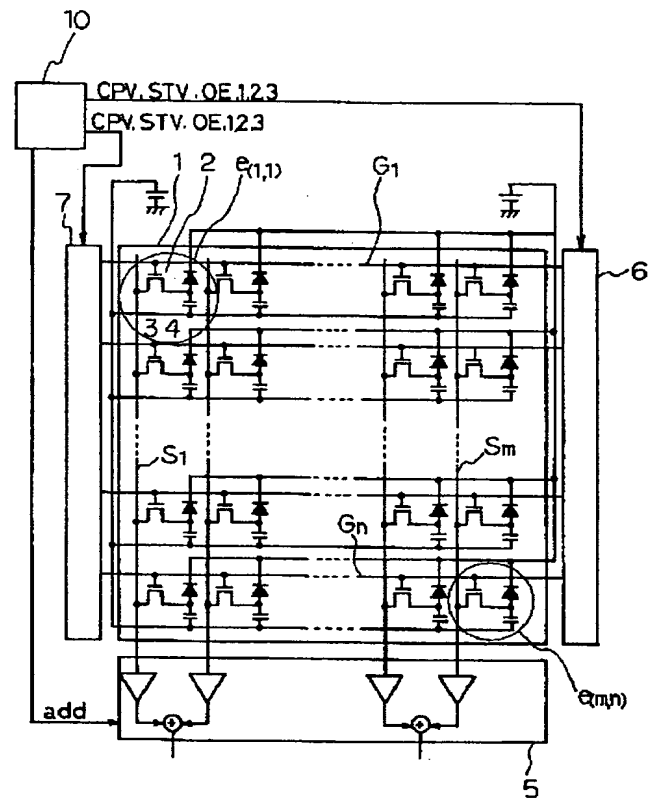 10
CPV.STV.OE.1.2.3
CPV.STV.OE.1.2.3
1 2 e(1,1) G1
7
6
3 4
S1 Sm
Gn
add
e(m,n)
5